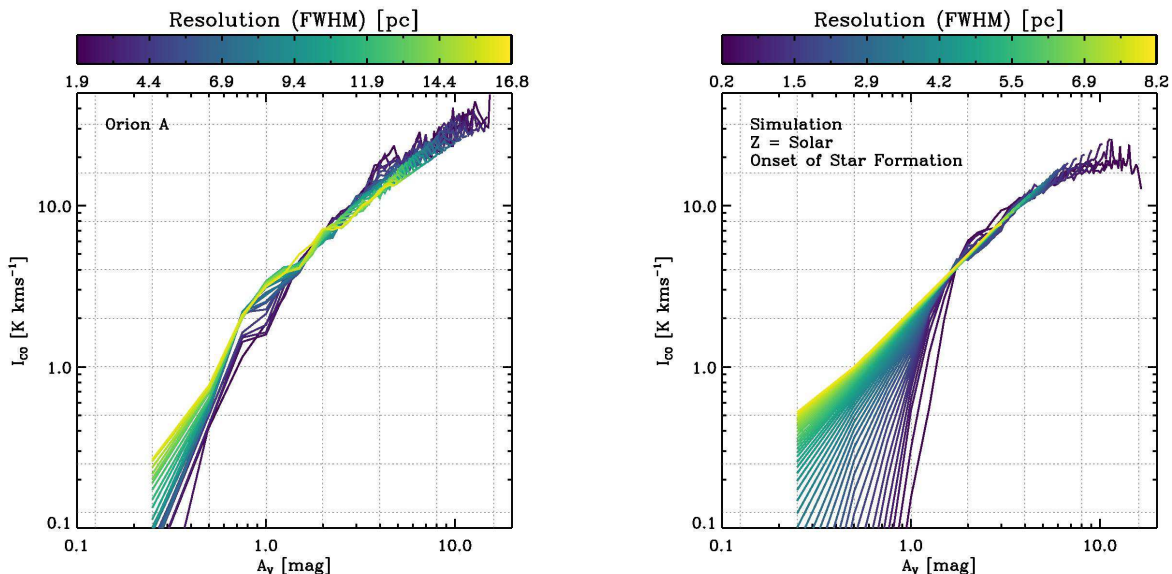 Resolution (FWHM) [pc]
1.9 4.4 6.9 9.4 11.9 14.4 16.8
Orion A
10.0
1.0
0.1
I_CO [K kms⁻¹]
0.1 1.0 10.0
A_v [mag]
Resolution (FWHM) [pc]
0.2 1.5 2.9 4.2 5.5 6.9 8.2
Simulation
Z = Solar
Onset of Star Formation
10.0
1.0
0.1
I_CO [K kms⁻¹]
0.1 1.0 10.0
A_v [mag]